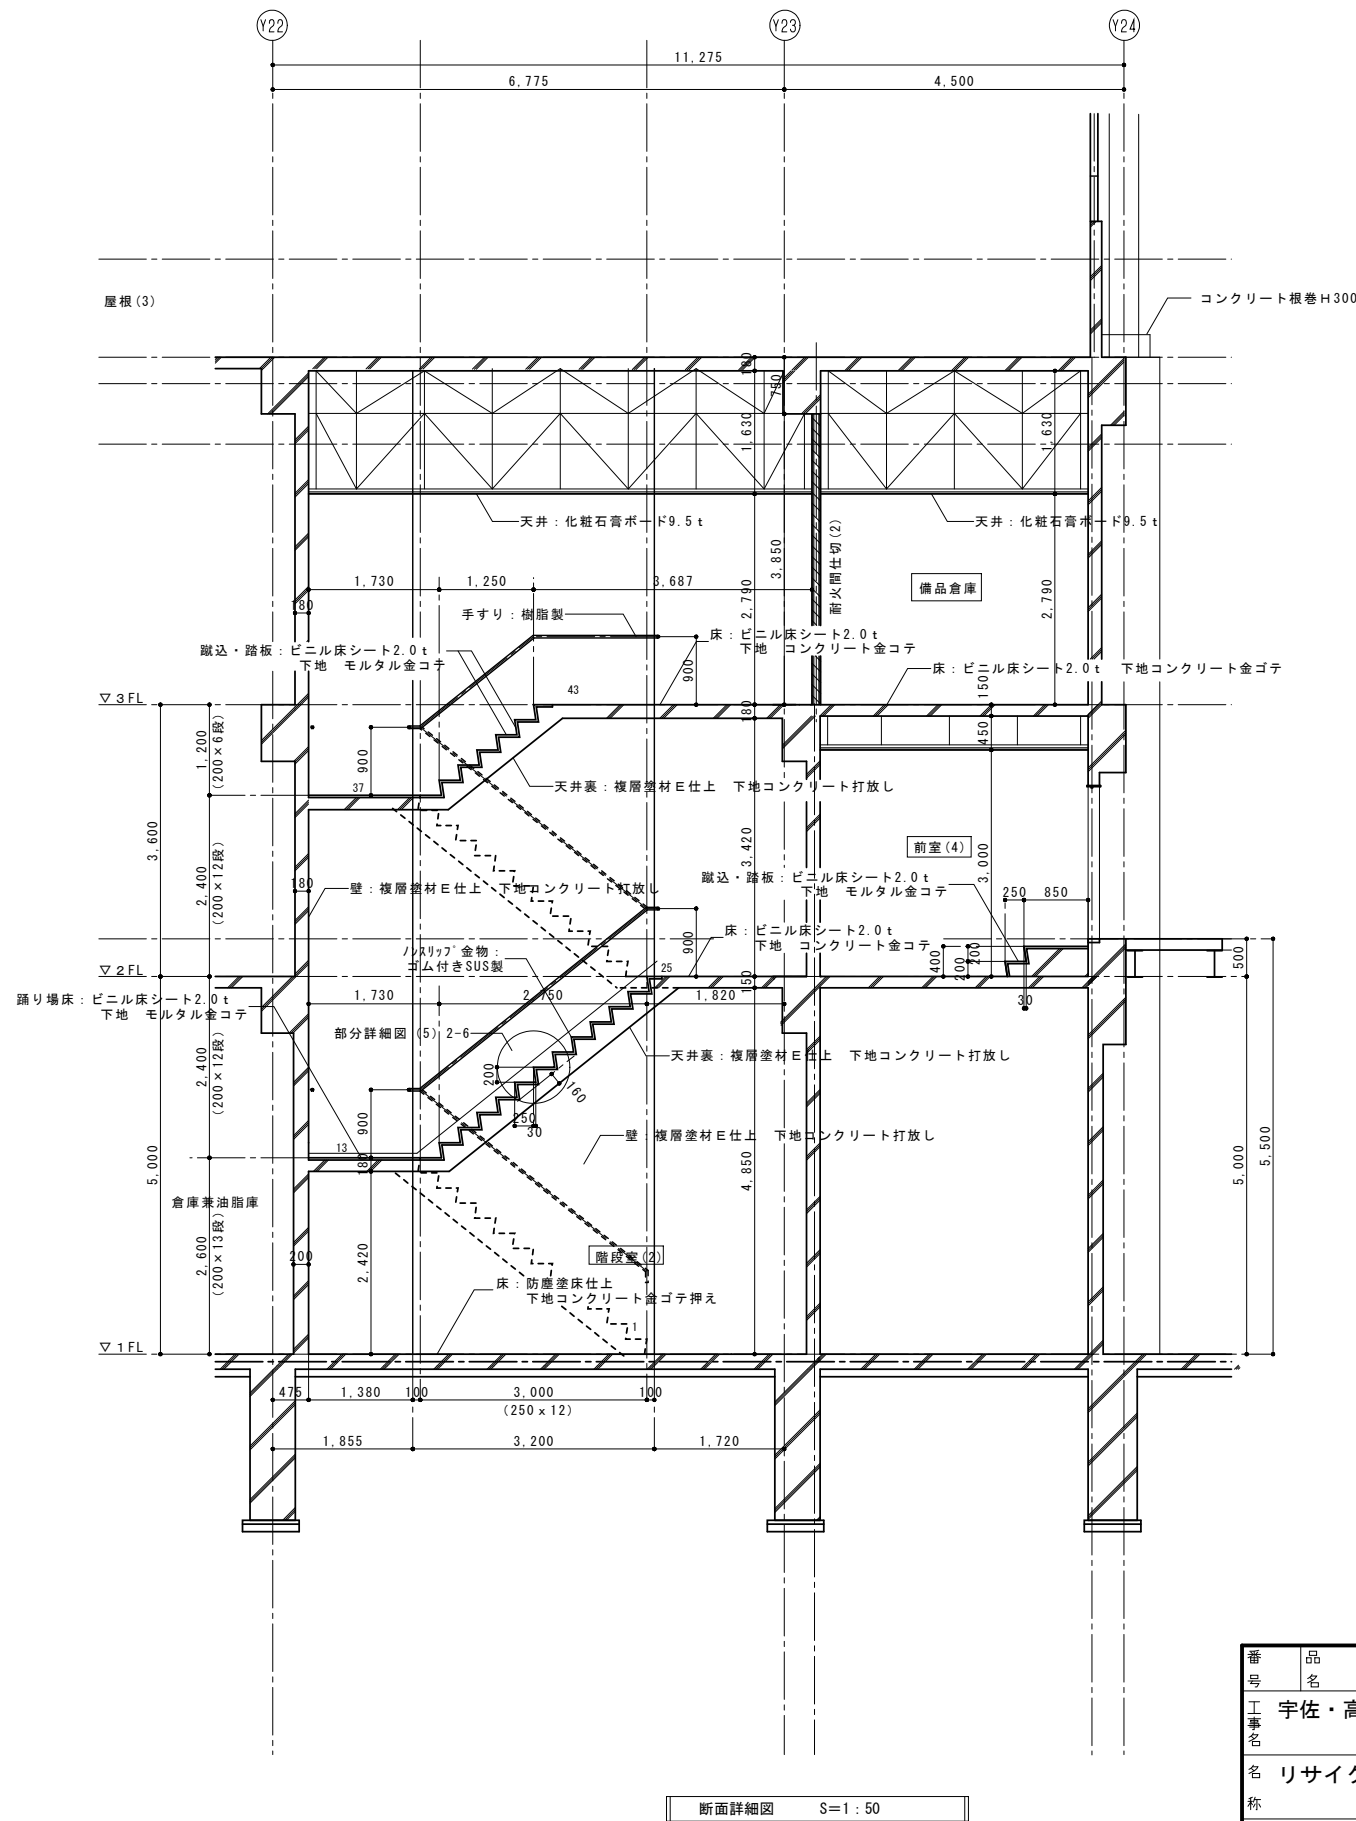 Y22
Y23
Y24
11,275
6,775
4,500
屋根(3)
コンクリート根巻H300
180
750
1,630
1,630
天井：化粧石膏ボード9.5ｔ
天井：化粧石膏ボード9.5ｔ
3,850
耐火間仕切(2)
1,730
1,250
3,687
備品倉庫
2,790
2,790
180
手すり：樹脂製
床：ビニル床シート2.0ｔ
下地　コンクリート金コテ
蹴込・踏板：ビニル床シート2.0ｔ
下地　モルタル金コテ
900
床：ビニル床シート2.0ｔ　下地コンクリート金ゴテ
150
43
▽3FL
180
450
1,200
(200×6段)
900
37
天井裏：複層塗材Ｅ仕上　下地コンクリート打放し
3,600
3,420
前室(4)
3,000
2,400
(200×12段)
180
壁：複層塗材Ｅ仕上　下地コンクリート打放し
蹴込・踏板：ビニル床シート2.0ｔ
下地　モルタル金コテ
250
850
床：ビニル床シート2.0ｔ
下地　コンクリート金コテ
900
ﾉﾝｽﾘｯﾌﾟ金物：
ゴム付きSUS製
400
200
200
500
25
▽2FL
150
踊り場床：ビニル床シート2.0ｔ
下地　モルタル金コテ
1,730
2,750
1,820
30
部分詳細図（5）2-6
天井裏：複層塗材Ｅ仕上　下地コンクリート打放し
200
160
2,400
(200×12段)
250
30
900
壁：複層塗材Ｅ仕上　下地コンクリート打放し
13
180
5,000
4,850
5,000
5,500
倉庫兼油脂庫
2,600
(200×13段)
200
2,420
階段室(2)
床：防塵塗床仕上
下地コンクリート金ゴテ押え
1
▽1FL
475
1,380
100
3,000
100
(250×12)
1,855
3,200
1,720
番号
品名
工事名
宇佐・高
名称
リサイク
断面詳細図　S=1：50